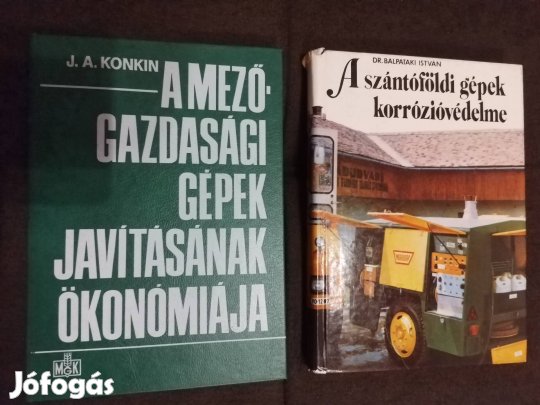 J. A. KONKIN
A MEZŐ-
GAZDASÁGI
GÉPEK
JAVÍTÁSÁNAK
ÖKONÓMIÁJA
MGK
DR. BALPATAKI ISTVÁN
A szántóföldi gépek
korrózióvédelme
Jófogás